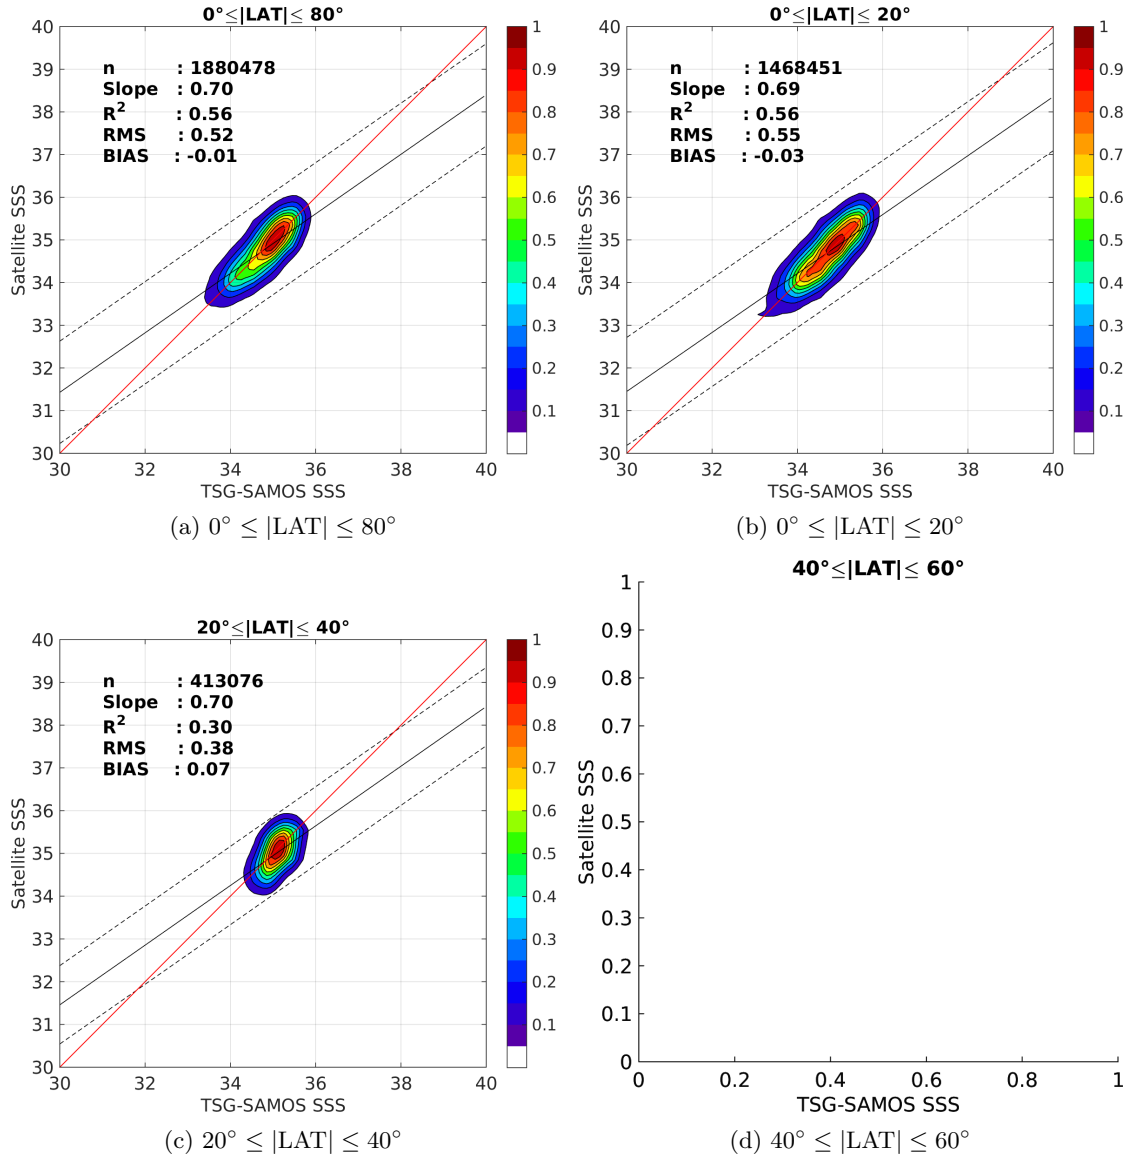 0°≤|LAT|≤ 80°
40
39
38
37
36
35
34
33
32
31
30
Satellite SSS
n : 1880478
Slope : 0.70
R² : 0.56
RMS : 0.52
BIAS : -0.01
30 32 34 36 38 40
TSG-SAMOS SSS
1
0.9
0.8
0.7
0.6
0.5
0.4
0.3
0.2
0.1
(a) 0° ≤ |LAT| ≤ 80°
0°≤|LAT|≤ 20°
40
39
38
37
36
35
34
33
32
31
30
Satellite SSS
n : 1468451
Slope : 0.69
R² : 0.56
RMS : 0.55
BIAS : -0.03
30 32 34 36 38 40
TSG-SAMOS SSS
1
0.9
0.8
0.7
0.6
0.5
0.4
0.3
0.2
0.1
(b) 0° ≤ |LAT| ≤ 20°
20°≤|LAT|≤ 40°
40
39
38
37
36
35
34
33
32
31
30
Satellite SSS
n : 413076
Slope : 0.70
R² : 0.30
RMS : 0.38
BIAS : 0.07
30 32 34 36 38 40
TSG-SAMOS SSS
1
0.9
0.8
0.7
0.6
0.5
0.4
0.3
0.2
0.1
(c) 20° ≤ |LAT| ≤ 40°
40°≤|LAT|≤ 60°
1
0.9
0.8
0.7
0.6
0.5
0.4
0.3
0.2
0.1
0
Satellite SSS
0 0.2 0.4 0.6 0.8 1
TSG-SAMOS SSS
(d) 40° ≤ |LAT| ≤ 60°